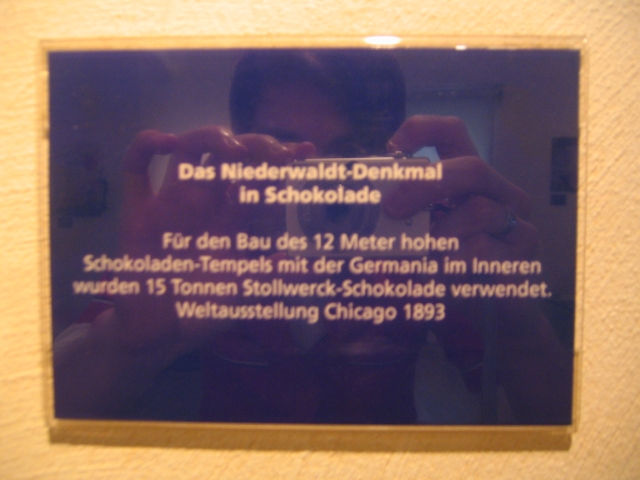 Das Niederwaldt-Denkmal
in Schokolade
Für den Bau des 12 Meter hohen
Schokoladen-Tempels mit der Germania im Inneren
wurden 15 Tonnen Stollwerck-Schokolade verwendet.
Weltausstellung Chicago 1893